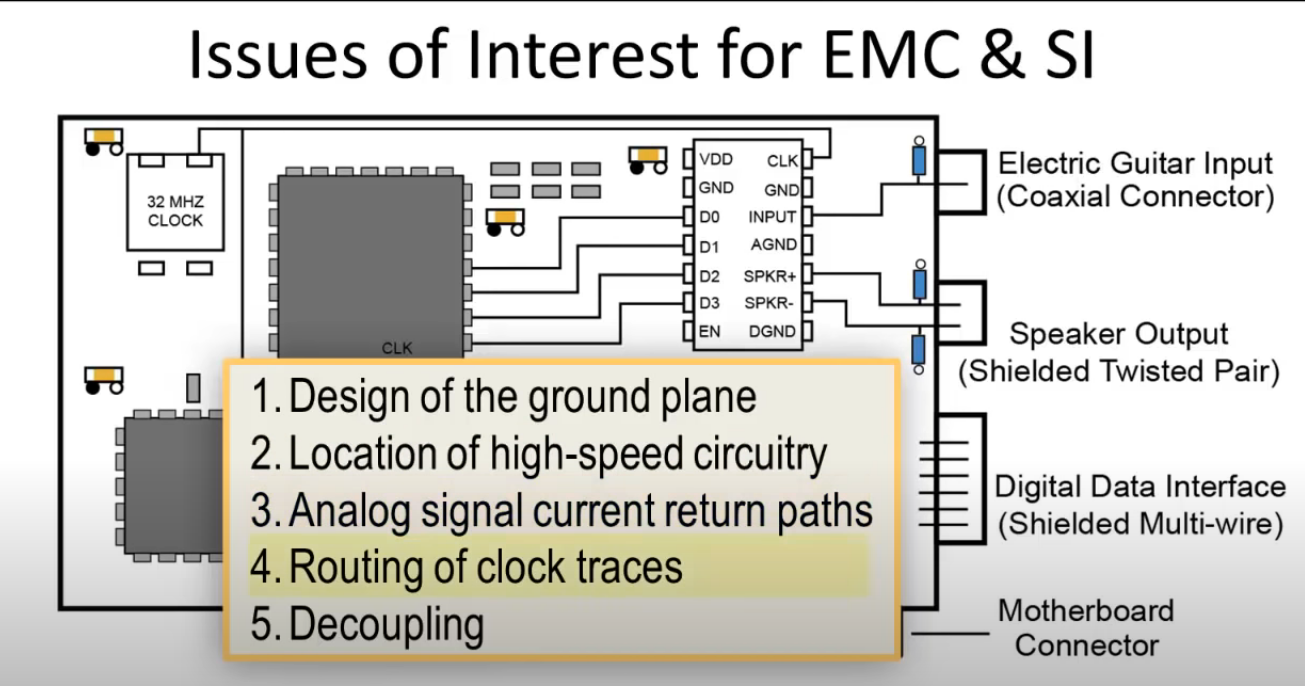 Issues of Interest for EMC & SI
32 MHZ
CLOCK
CLK
VDD CLK
GND GND
D0 INPUT
D1 AGND
D2 SPKR+
D3 SPKR-
EN DGND
Electric Guitar Input
(Coaxial Connector)
Speaker Output
(Shielded Twisted Pair)
Digital Data Interface
(Shielded Multi-wire)
Motherboard
Connector
1. Design of the ground plane
2. Location of high-speed circuitry
3. Analog signal current return paths
4. Routing of clock traces
5. Decoupling